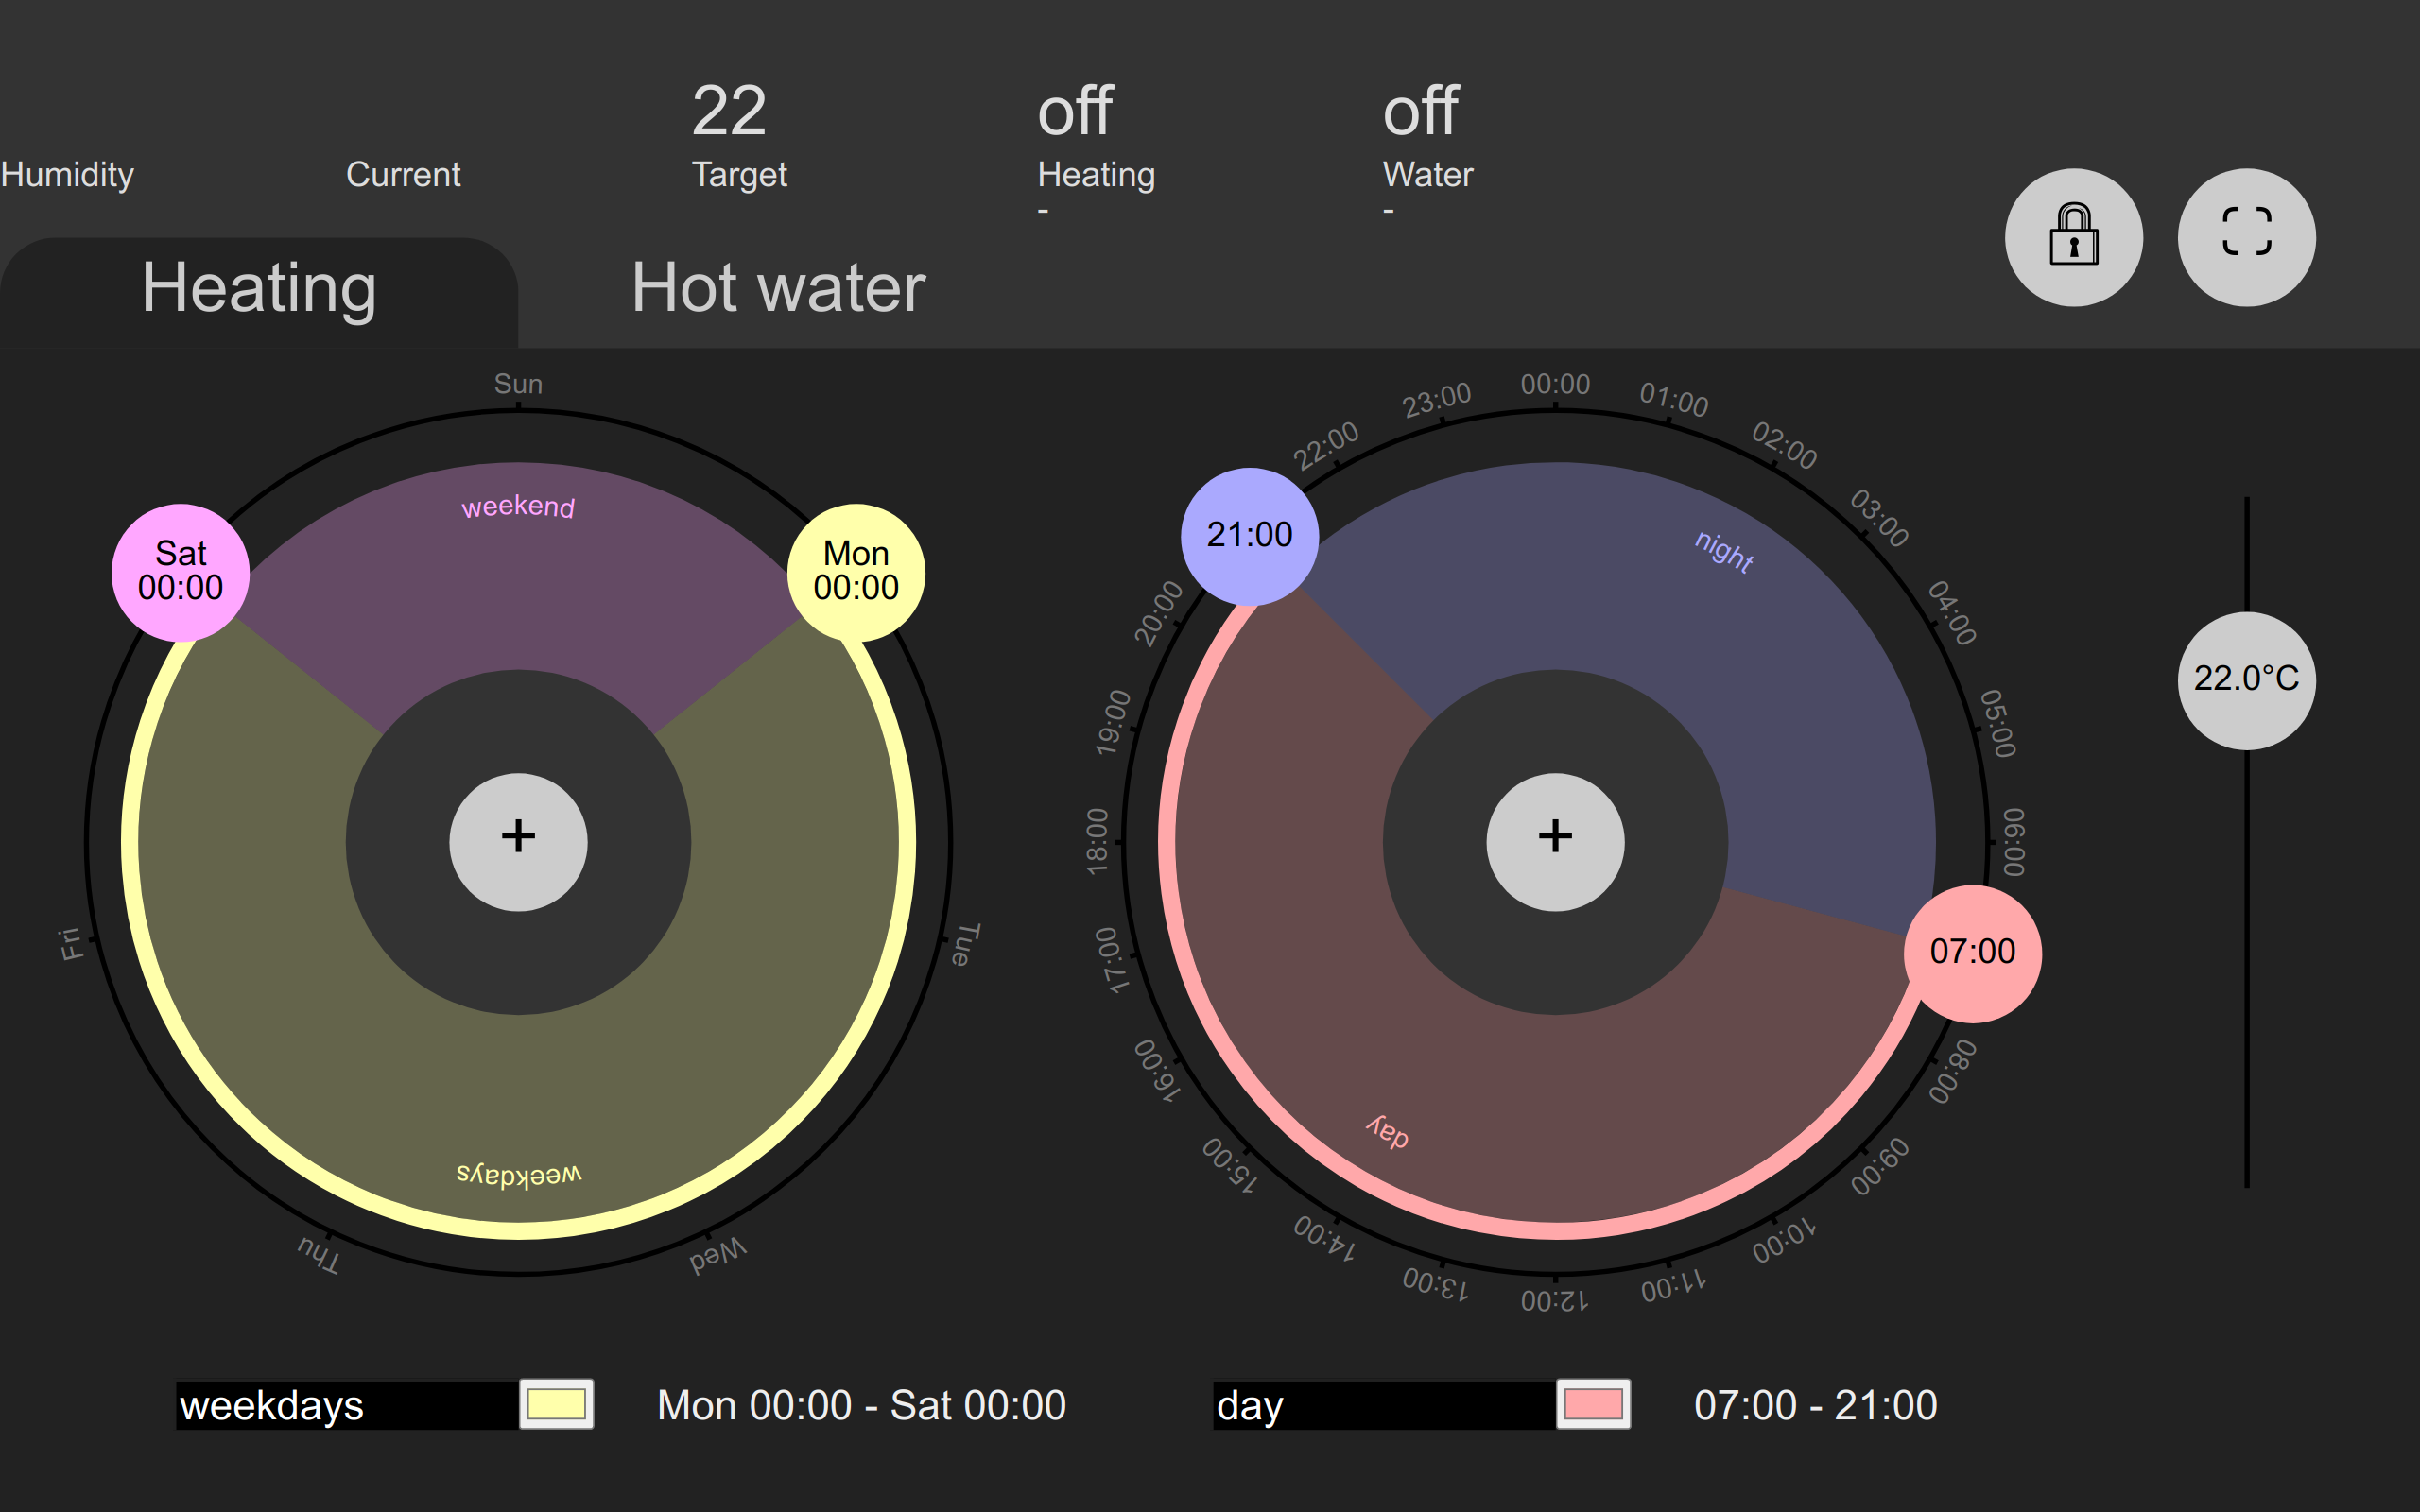 22
off
off
Humidity
Current
Target
Heating
Water
-
-
Heating
Hot water
Sun
Sat
00:00
Mon
00:00
Tue
Wed
Thu
Fri
weekend
weekdays
+
00:00
01:00
02:00
03:00
04:00
05:00
06:00
07:00
08:00
09:00
10:00
11:00
12:00
13:00
14:00
15:00
16:00
17:00
18:00
19:00
20:00
21:00
22:00
23:00
night
day
+
22.0°C
weekdays
Mon 00:00 - Sat 00:00
day
07:00 - 21:00